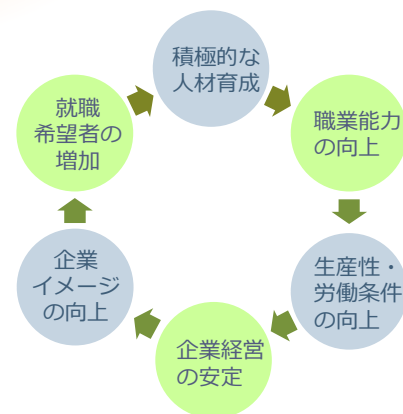 積極的な
人材育成
職業能力
の向上
生産性・
労働条件
の向上
企業経営
の安定
企業
イメージ
の向上
就職
希望者の
増加